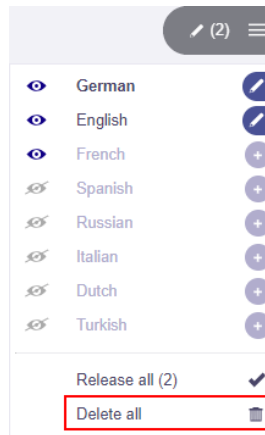 (2)
German
English
French
Spanish
Russian
Italian
Dutch
Turkish
Release all (2)
Delete all